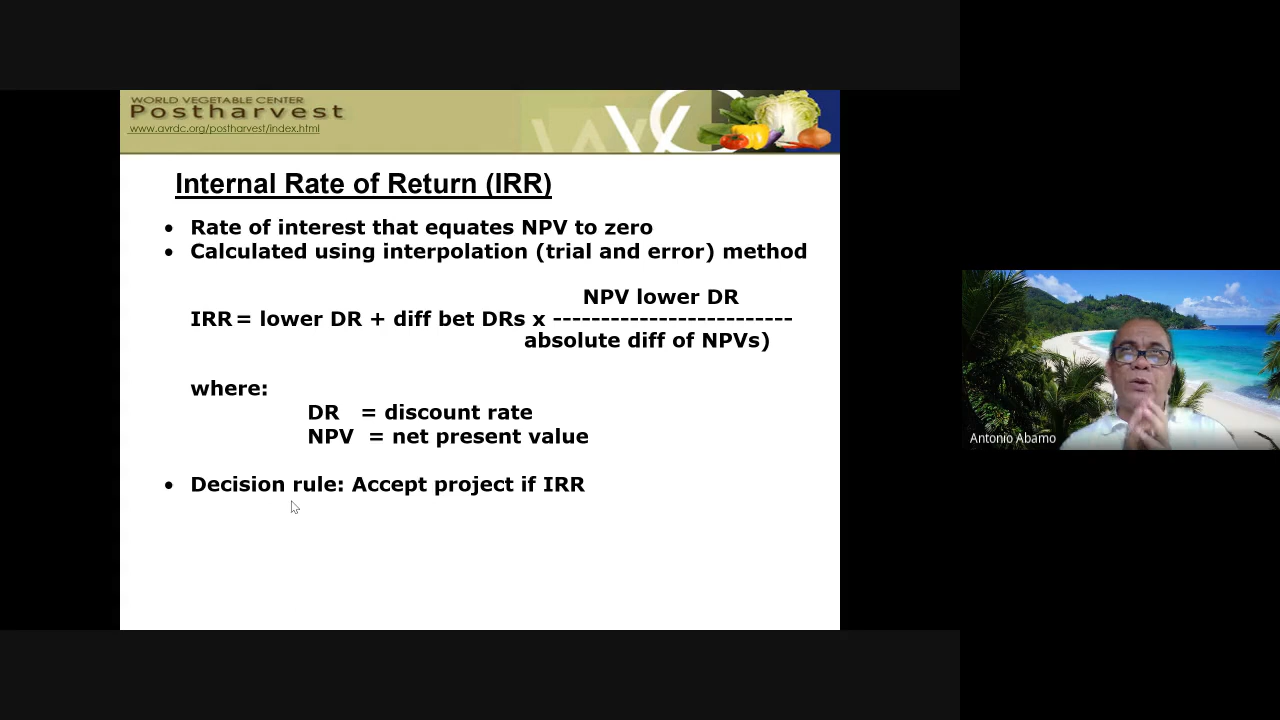 WORLD VEGETABLE CENTER
Postharvest
www.avrdc.org/postharvest/index.html
Internal Rate of Return (IRR)
• Rate of interest that equates NPV to zero
• Calculated using interpolation (trial and error) method
NPV lower DR
IRR = lower DR + diff bet DRs x -------------------------
absolute diff of NPVs)
where:
DR = discount rate
NPV = net present value
• Decision rule: Accept project if IRR
Antonio Abamo